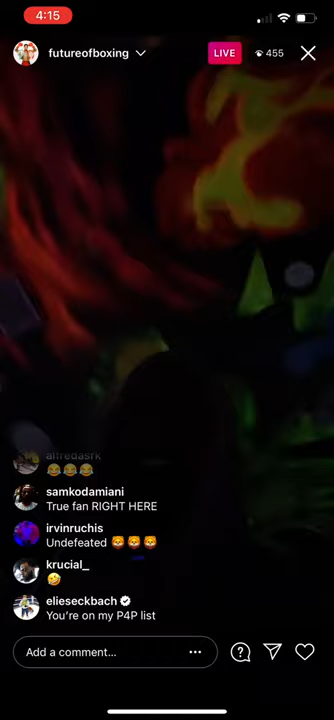 4:15
futureofboxing
LIVE
455
alfredasrk
😂😂😂
samkodamiani
True fan RIGHT HERE
irvinruchis
Undefeated 🦁🦁🦁
krucial_
🤣
elieseckbach
You're on my P4P list
Add a comment...